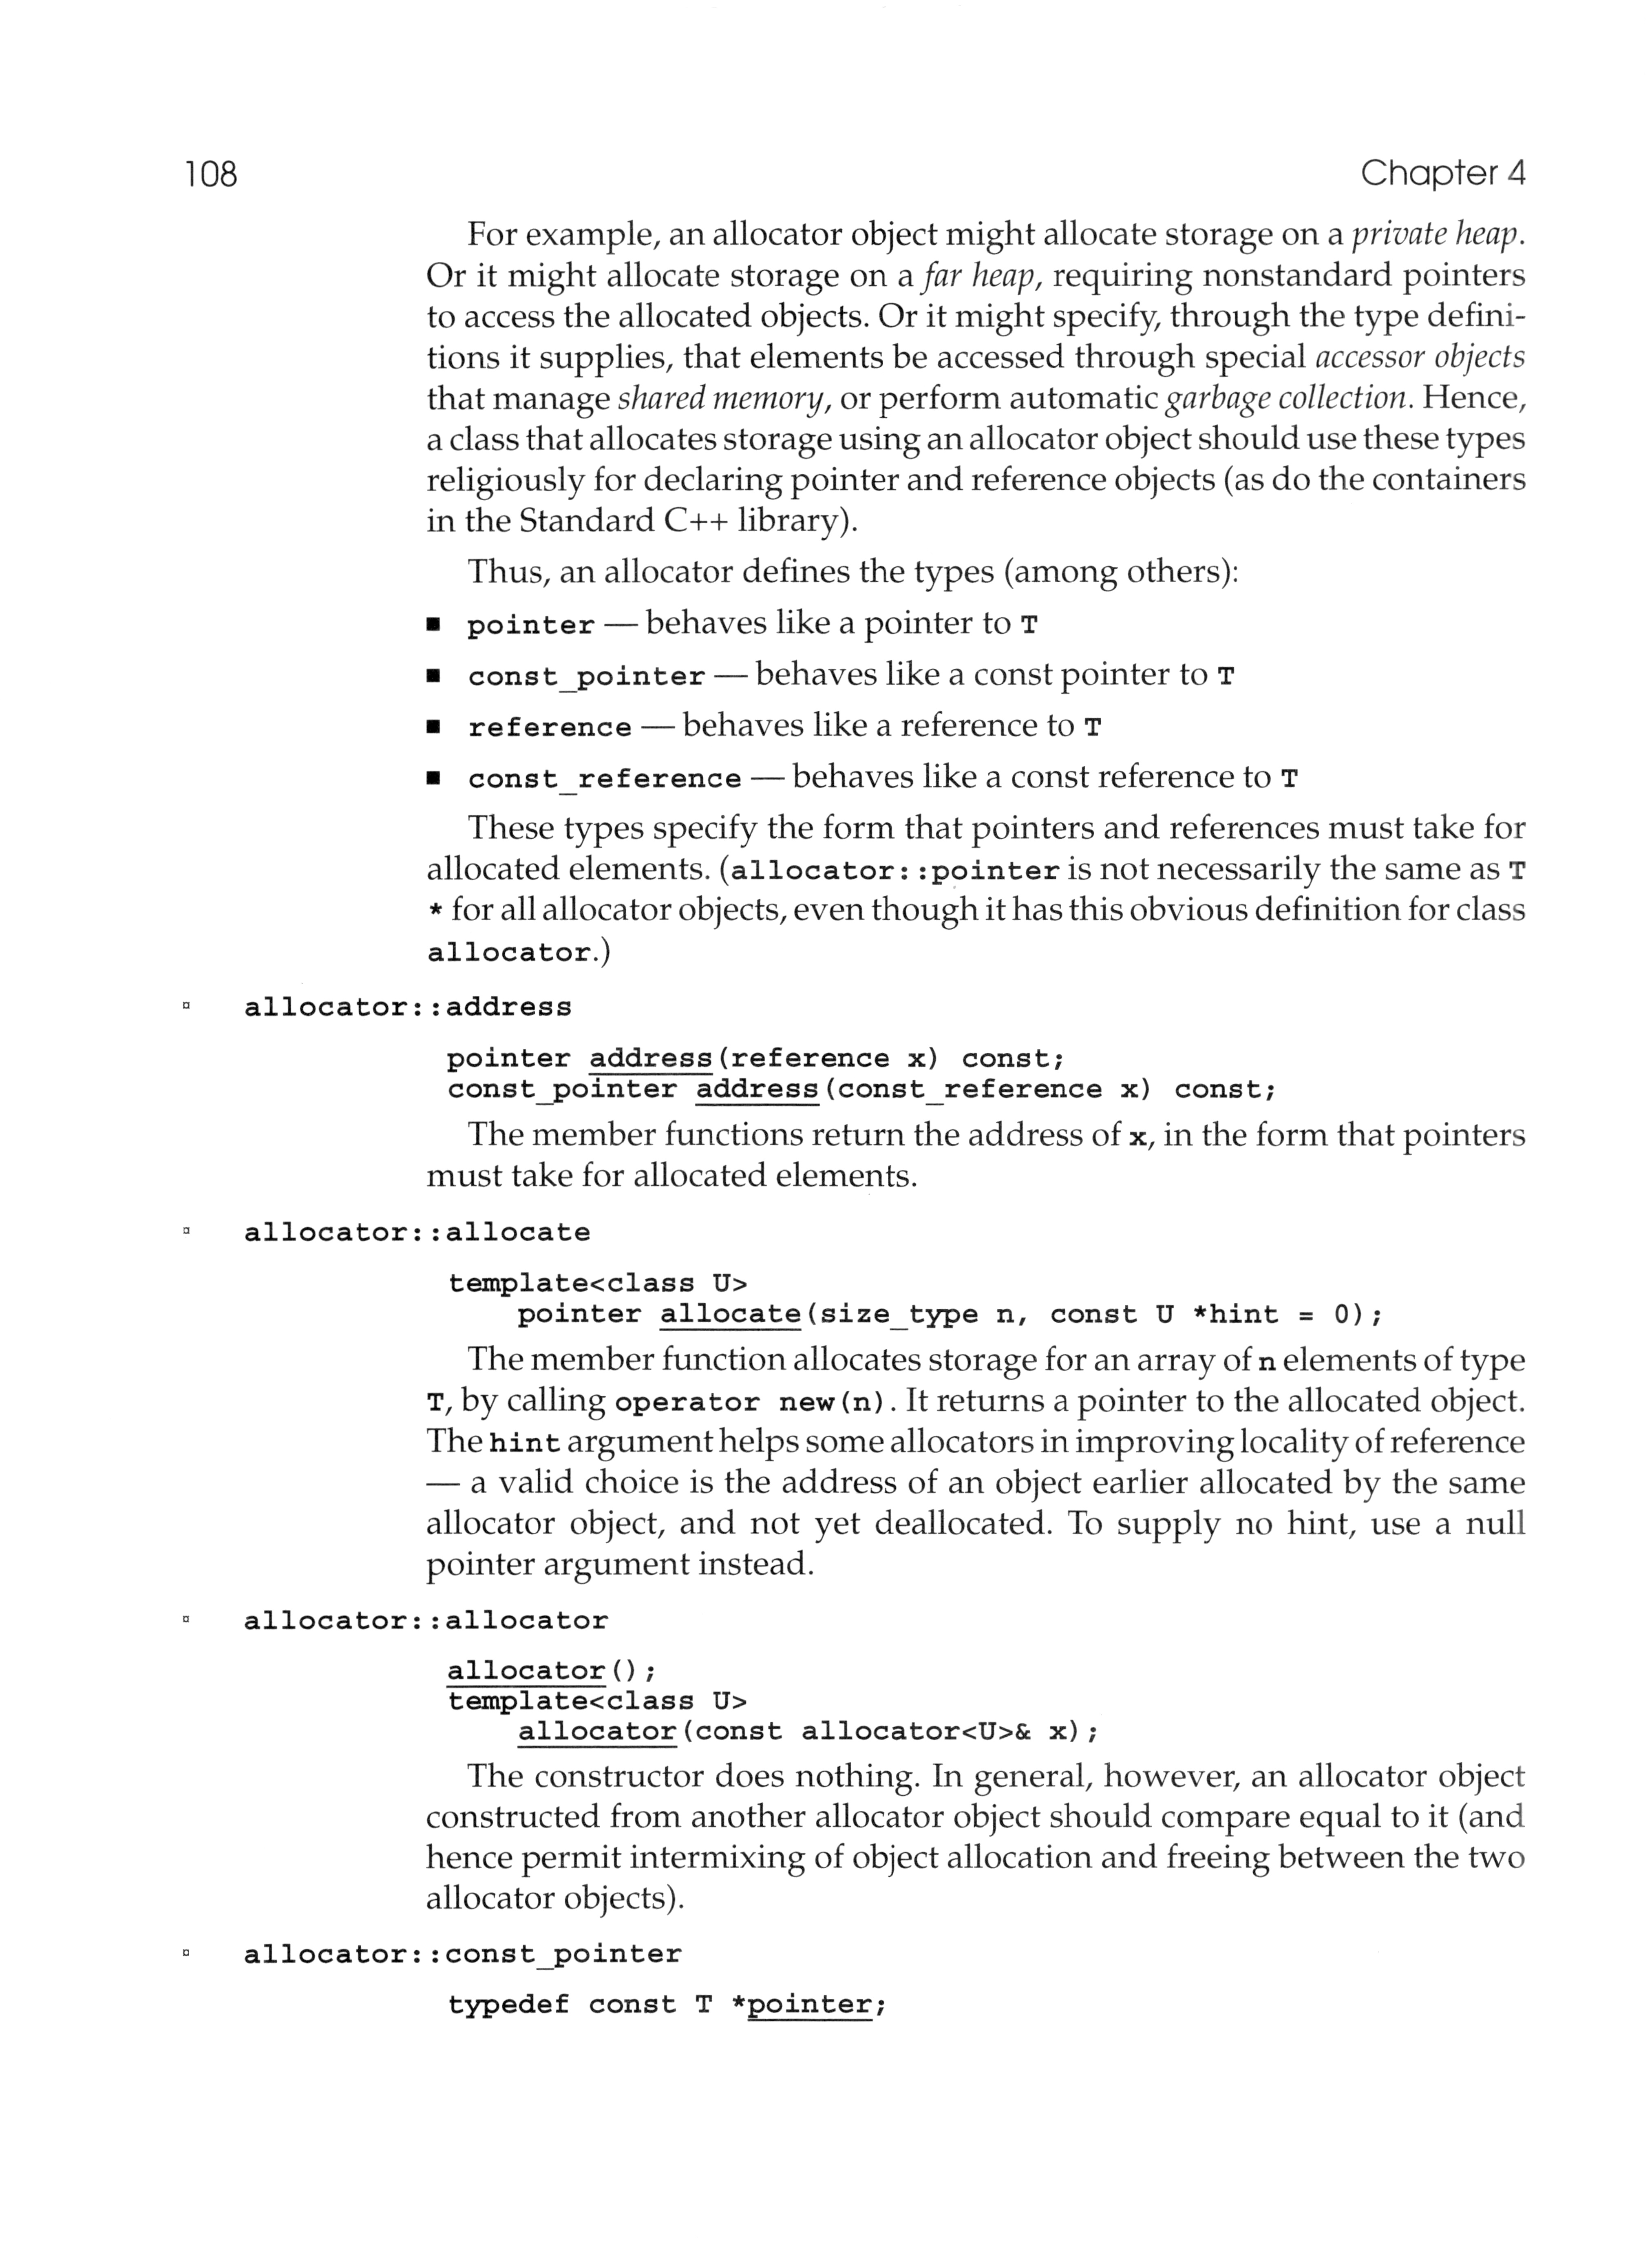 108 Chapter 4
For example, an allocator object might allocate storage on a private heap.
Or it might allocate storage on a far heap, requiring nonstandard pointers
to access the allocated objects. Or it might specify, through the type defini-
tions it supplies, that elements be accessed through special accessor objects
that manage shared memory, or perform automatic garbage collection. Hence,
a class that allocates storage using an allocator object should use these types
religiously for declaring pointer and reference objects (as do the containers
in the Standard C++ library).
Thus, an allocator defines the types (among others):
■ pointer — behaves like a pointer to T
■ const_pointer — behaves like a const pointer to T
■ reference — behaves like a reference to T
■ const_reference — behaves like a const reference to T
These types specify the form that pointers and references must take for
allocated elements. (allocator::pointer is not necessarily the same as T
* for all allocator objects, even though it has this obvious definition for class
allocator.)
▫ allocator::address
pointer address(reference x) const;
const_pointer address(const_reference x) const;
The member functions return the address of x, in the form that pointers
must take for allocated elements.
▫ allocator::allocate
template<class U>
pointer allocate(size_type n, const U *hint = 0);
The member function allocates storage for an array of n elements of type
T, by calling operator new(n). It returns a pointer to the allocated object.
The hint argument helps some allocators in improving locality of reference
— a valid choice is the address of an object earlier allocated by the same
allocator object, and not yet deallocated. To supply no hint, use a null
pointer argument instead.
▫ allocator::allocator
allocator();
template<class U>
allocator(const allocator<U>& x);
The constructor does nothing. In general, however, an allocator object
constructed from another allocator object should compare equal to it (and
hence permit intermixing of object allocation and freeing between the two
allocator objects).
▫ allocator::const_pointer
typedef const T *pointer;